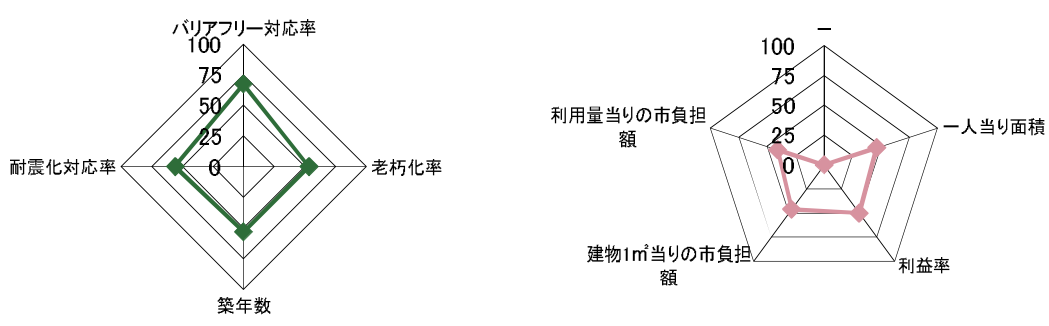 バリアフリー対応率
100
75
50
25
0
耐震化対応率
老朽化率
築年数
ー
100
75
50
25
0
利用量当りの市負担
額
一人当り面積
建物1㎡当りの市負担
額
利益率